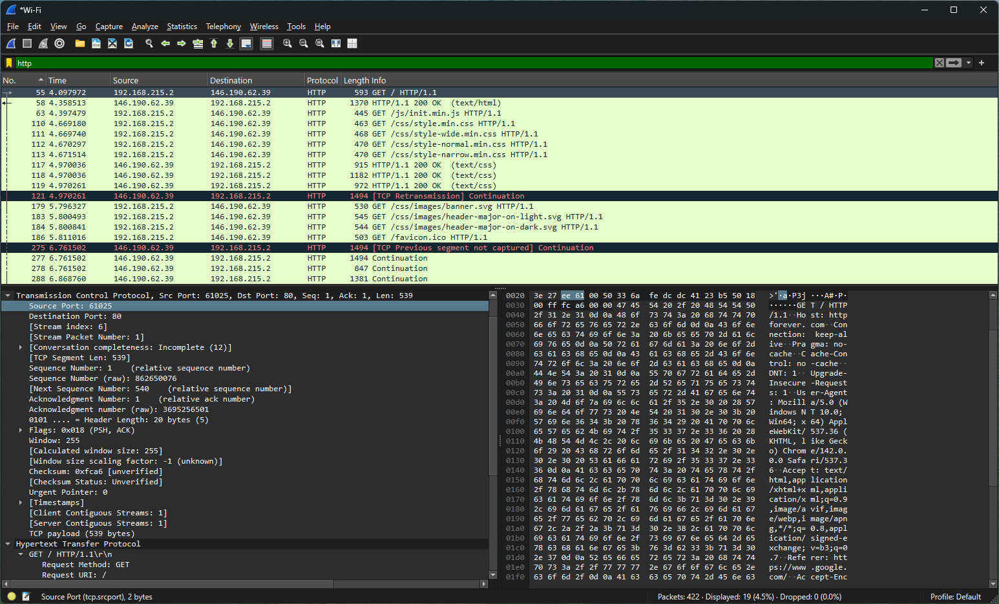 *Wi-Fi
File Edit View Go Capture Analyze Statistics Telephony Wireless Tools Help
http
No. Time Source Destination Protocol Length Info
55 4.097972 192.168.215.2 146.190.62.39 HTTP 593 GET / HTTP/1.1
58 4.358513 146.190.62.39 192.168.215.2 HTTP 1370 HTTP/1.1 200 OK (text/html)
63 4.397479 192.168.215.2 146.190.62.39 HTTP 445 GET /js/init.min.js HTTP/1.1
110 4.669180 192.168.215.2 146.190.62.39 HTTP 463 GET /css/style.min.css HTTP/1.1
111 4.669740 192.168.215.2 146.190.62.39 HTTP 468 GET /css/style-wide.min.css HTTP/1.1
112 4.670297 192.168.215.2 146.190.62.39 HTTP 470 GET /css/style-normal.min.css HTTP/1.1
113 4.671514 192.168.215.2 146.190.62.39 HTTP 470 GET /css/style-narrow.min.css HTTP/1.1
117 4.970036 146.190.62.39 192.168.215.2 HTTP 915 HTTP/1.1 200 OK (text/css)
118 4.970036 146.190.62.39 192.168.215.2 HTTP 1182 HTTP/1.1 200 OK (text/css)
119 4.970261 146.190.62.39 192.168.215.2 HTTP 972 HTTP/1.1 200 OK (text/css)
121 4.970261 146.190.62.39 192.168.215.2 HTTP 1494 [TCP Retransmission] Continuation
179 5.796327 192.168.215.2 146.190.62.39 HTTP 530 GET /css/images/banner.svg HTTP/1.1
183 5.800493 192.168.215.2 146.190.62.39 HTTP 545 GET /css/images/header-major-on-light.svg HTTP/1.1
184 5.800841 192.168.215.2 146.190.62.39 HTTP 544 GET /css/images/header-major-on-dark.svg HTTP/1.1
186 5.811016 192.168.215.2 146.190.62.39 HTTP 503 GET /favicon.ico HTTP/1.1
275 6.761502 146.190.62.39 192.168.215.2 HTTP 1494 [TCP Previous segment not captured] Continuation
277 6.761502 146.190.62.39 192.168.215.2 HTTP 1494 Continuation
278 6.761502 146.190.62.39 192.168.215.2 HTTP 847 Continuation
288 6.868760 146.190.62.39 192.168.215.2 HTTP 1381 Continuation
Transmission Control Protocol, Src Port: 61025, Dst Port: 80, Seq: 1, Ack: 1, Len: 539
Source Port: 61025
Destination Port: 80
[Stream index: 6]
[Stream Packet Number: 1]
[Conversation completeness: Incomplete (12)]
[TCP Segment Len: 539]
Sequence Number: 1 (relative sequence number)
Sequence Number (raw): 862650076
[Next Sequence Number: 540 (relative sequence number)]
Acknowledgment Number: 1 (relative ack number)
Acknowledgment number (raw): 3695256501
0101 .... = Header Length: 20 bytes (5)
Flags: 0x018 (PSH, ACK)
Window: 255
[Calculated window size: 255]
[Window size scaling factor: -1 (unknown)]
Checksum: 0xfca6 [unverified]
[Checksum Status: Unverified]
Urgent Pointer: 0
[Timestamps]
[Client Contiguous Streams: 1]
[Server Contiguous Streams: 1]
TCP payload (539 bytes)
Hypertext Transfer Protocol
GET / HTTP/1.1\r\n
Request Method: GET
Request URI: /
0020 3e 27 ee 61 00 50 33 6a fe dc dc 41 23 b5 50 18 >'·a·P3j ···A#·P·
0030 00 ff fc a6 00 00 47 45 54 20 2f 20 48 54 54 50 ······GE T / HTTP
0040 2f 31 2e 31 0d 0a 48 6f 73 74 3a 20 68 74 74 70 /1.1··Ho st: http
0050 66 6f 72 65 76 65 72 2e 63 6f 6d 0d 0a 43 6f 6e forever. com··Con
0060 6e 65 63 74 69 6f 6e 3a 20 6b 65 65 70 2d 61 6c nection: keep-al
0070 69 76 65 0d 0a 50 72 61 67 6d 61 3a 20 6e 6f 2d ive··Pra gma: no-
0080 63 61 63 68 65 0d 0a 43 61 63 68 65 2d 43 6f 6e cache··C ache-Con
0090 74 72 6f 6c 3a 20 6e 6f 2d 63 61 63 68 65 0d 0a trol: no -cache··
00a0 44 4e 54 3a 20 31 0d 0a 55 70 67 72 61 64 65 2d DNT: 1·· Upgrade-
00b0 49 6e 73 65 63 75 72 65 2d 52 65 71 75 65 73 74 Insecure -Request
00c0 73 3a 20 31 0d 0a 55 73 65 72 2d 41 67 65 6e 74 s: 1··Us er-Agent
00d0 3a 20 4d 6f 7a 69 6c 6c 61 2f 35 2e 30 20 28 57 : Mozill a/5.0 (W
00e0 69 6e 64 6f 77 73 20 4e 54 20 31 30 2e 30 3b 20 indows N T 10.0;
00f0 57 69 6e 36 34 3b 20 78 36 34 29 20 41 70 70 6c Win64; x 64) Appl
0100 65 57 65 62 4b 69 74 2f 35 33 37 2e 33 36 20 28 eWebKit/ 537.36 (
0110 4b 48 54 4d 4c 2c 20 6c 69 6b 65 20 47 65 63 6b KHTML, l ike Geck
0120 6f 29 20 43 68 72 6f 6d 65 2f 31 34 32 2e 30 2e o) Chrom e/142.0.
0130 30 2e 30 20 53 61 66 61 72 69 2f 35 33 37 2e 33 0.0 Safa ri/537.3
0140 36 0d 0a 41 63 63 65 70 74 3a 20 74 65 78 74 2f 6··Accep t: text/
0150 68 74 6d 6c 2c 61 70 70 6c 69 63 61 74 69 6f 6e html,app lication
0160 2f 78 68 74 6d 6c 2b 78 6d 6c 2c 61 70 70 6c 69 /xhtml+x ml,appli
0170 63 61 74 69 6f 6e 2f 78 6d 6c 3b 71 3d 30 2e 39 cation/x ml;q=0.9
0180 2c 69 6d 61 67 65 2f 61 76 69 66 2c 69 6d 61 67 ,image/a vif,imag
0190 65 2f 77 65 62 70 2c 69 6d 61 67 65 2f 61 70 6e e/webp,i mage/apn
01a0 67 2c 2a 2f 2a 3b 71 3d 30 2e 38 2c 61 70 70 6c g,*/*;q= 0.8,appl
01b0 69 63 61 74 69 6f 6e 2f 73 69 67 6e 65 64 2d 65 ication/ signed-e
01c0 78 63 68 61 6e 67 65 3b 76 3d 62 33 3b 71 3d 30 xchange; v=b3;q=0
01d0 2e 37 0d 0a 52 65 66 65 72 65 72 3a 20 68 74 74 .7··Refe rer: htt
01e0 70 73 3a 2f 2f 77 77 77 2e 67 6f 6f 67 6c 65 2e ps://www .google.
01f0 63 6f 6d 2f 0d 0a 41 63 63 65 70 74 2d 45 6e 63 com/··Ac cept-Enc
Source Port (tcp.srcport), 2 bytes
Packets: 422 · Displayed: 19 (4.5%) · Dropped: 0 (0.0%)
Profile: Default